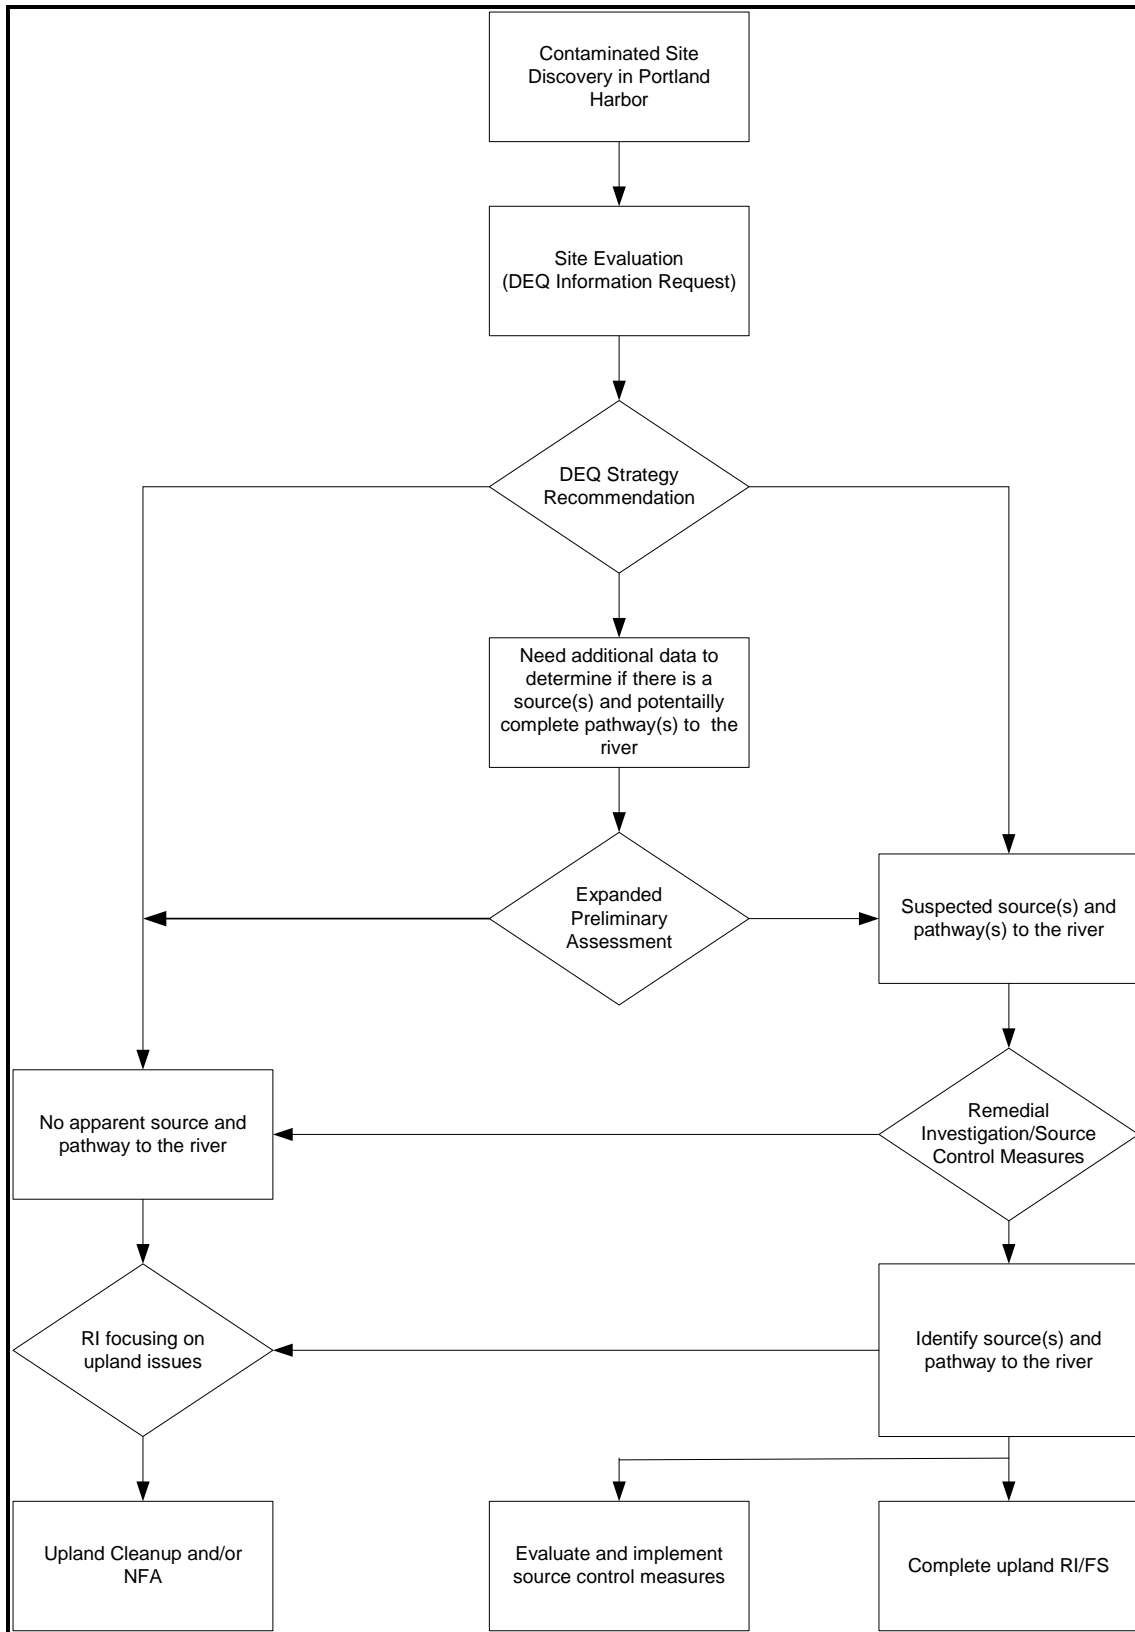 Contaminated Site
Discovery in Portland
Harbor
Site Evaluation
(DEQ Information Request)
DEQ Strategy
Recommendation
Need additional data to
determine if there is a
source(s) and potentailly
complete pathway(s) to the
river
Expanded
Preliminary
Assessment
Suspected source(s) and
pathway(s) to the river
No apparent source and
pathway to the river
Remedial
Investigation/Source
Control Measures
RI focusing on
upland issues
Identify source(s) and
pathway to the river
Upland Cleanup and/or
NFA
Evaluate and implement
source control measures
Complete upland RI/FS